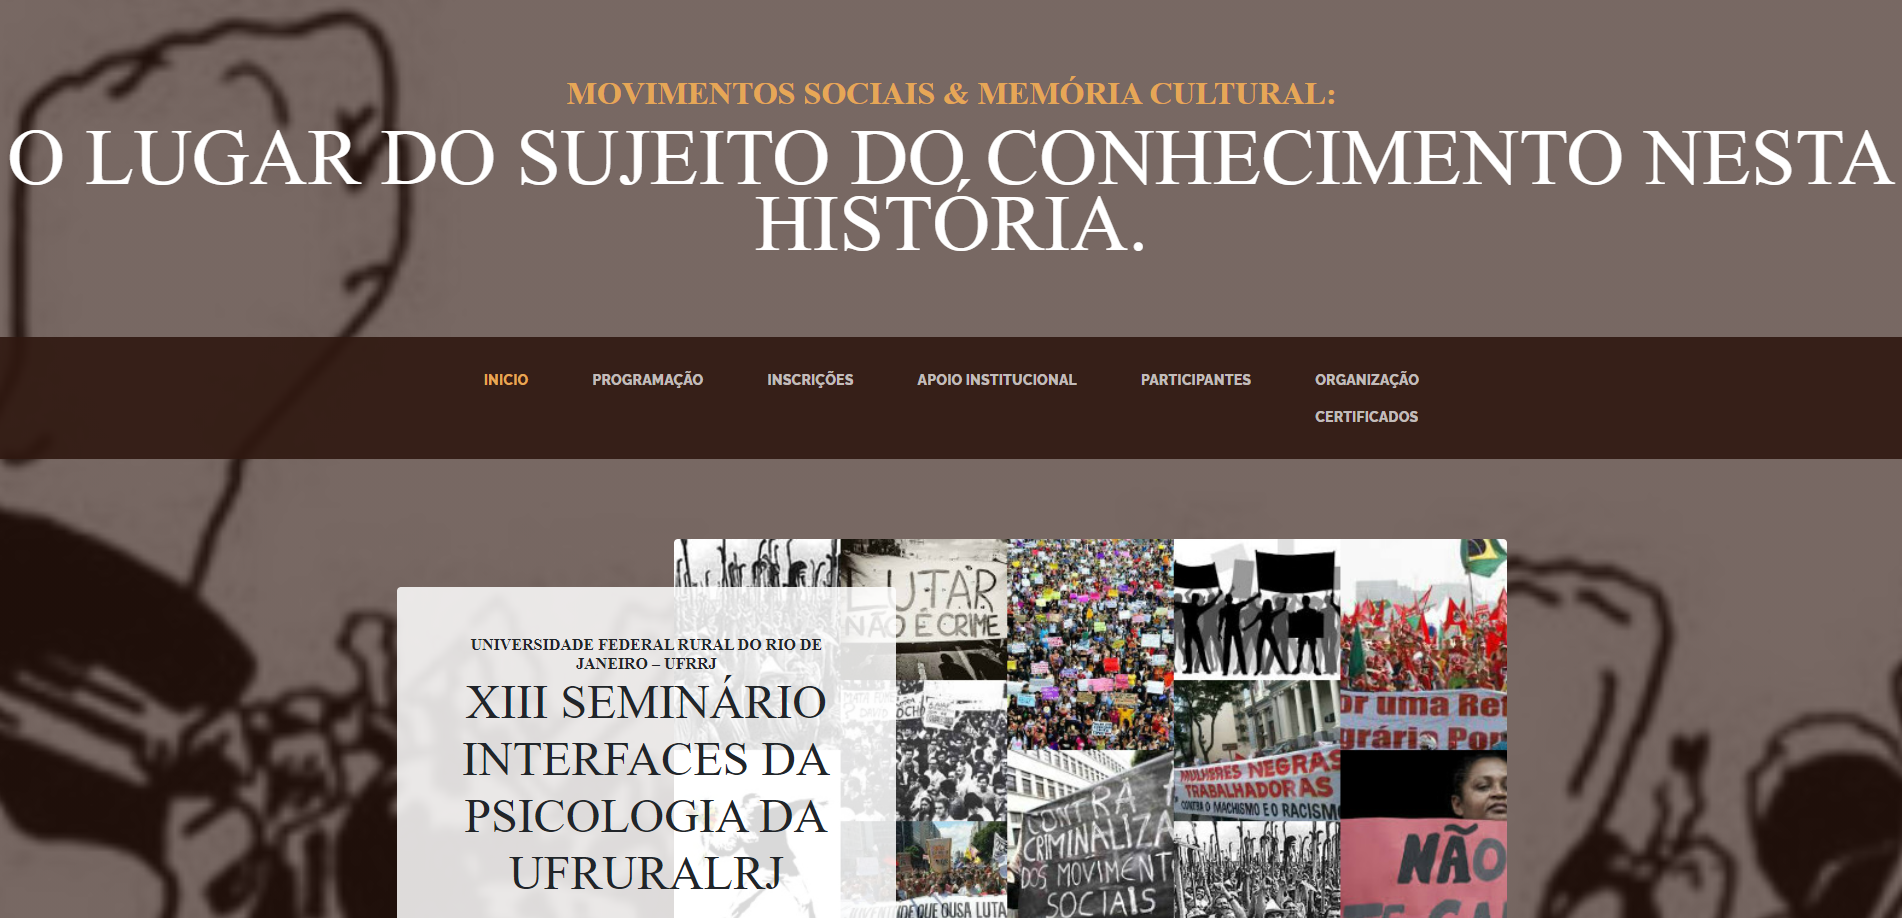 MOVIMENTOS SOCIAIS & MEMÓRIA CULTURAL:
O LUGAR DO SUJEITO DO CONHECIMENTO NESTA
HISTÓRIA.
INICIO
PROGRAMAÇÃO
INSCRIÇÕES
APOIO INSTITUCIONAL
PARTICIPANTES
ORGANIZAÇÃO
CERTIFICADOS
UNIVERSIDADE FEDERAL RURAL DO RIO DE
JANEIRO – UFRRJ
XIII SEMINÁRIO
INTERFACES DA
PSICOLOGIA DA
UFRURALRJ
LUTAR
NÃO É CRIME
or uma Ref
grária Pop
MULHERES NEGRAS
TRABALHADORAS
CONTRA O MACHISMO E O RACISMO
CONTRA
CRIMINALIZA
DOS MOVIMENT
SOCIAIS
NÃO
DE QUE OUSA LUTA